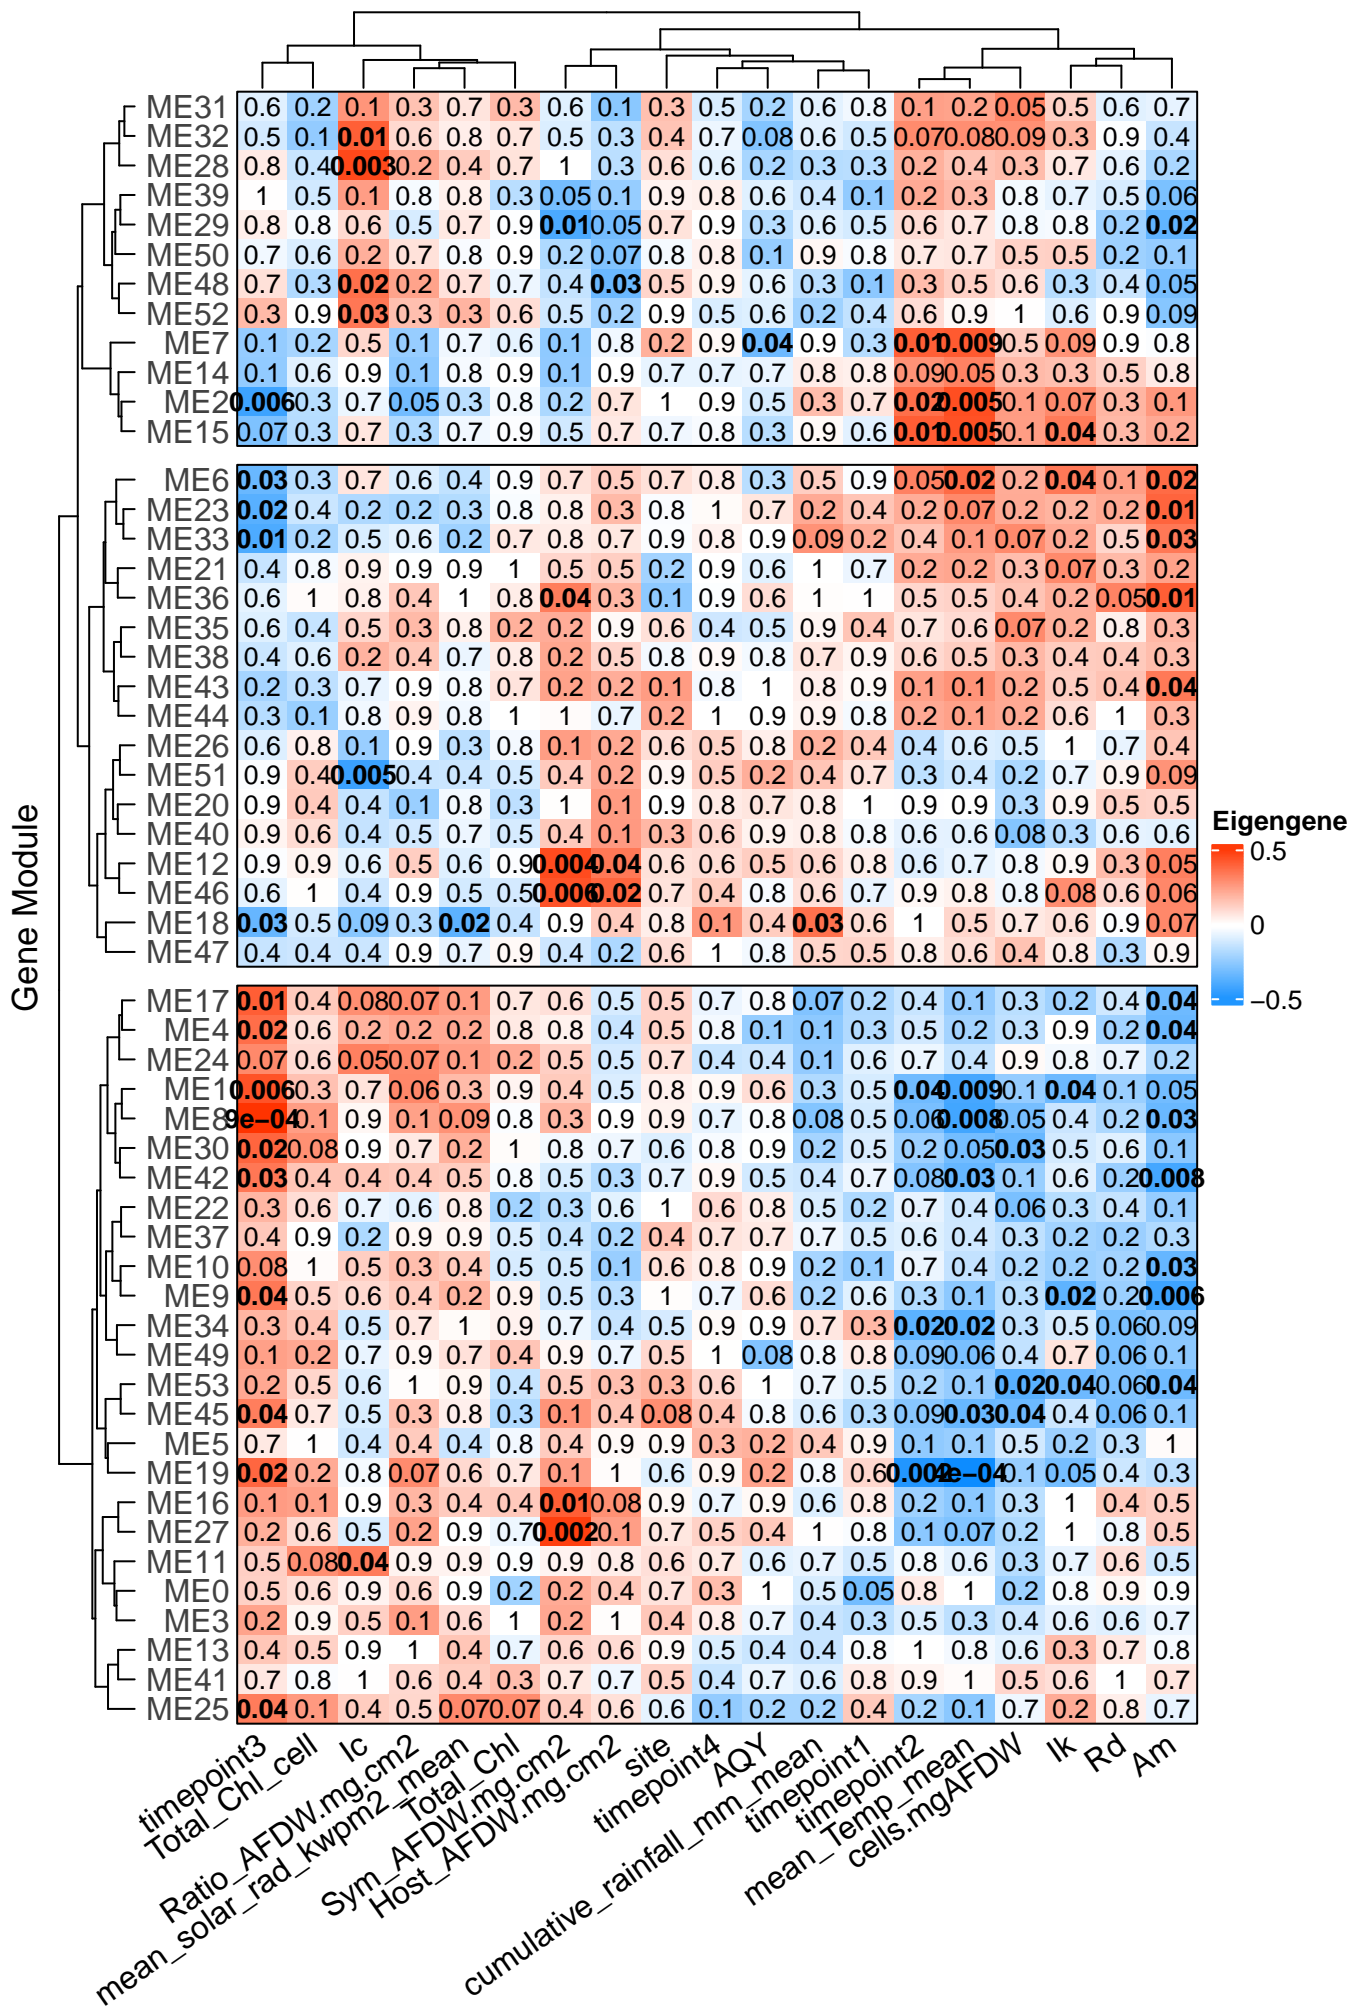 ME31 0.6 0.2 0.1 0.3 0.7 0.3 0.6 0.1 0.3 0.5 0.2 0.6 0.8 0.1 0.2 0.05 0.5 0.6 0.7
ME32 0.5 0.1 0.01 0.6 0.8 0.7 0.5 0.3 0.4 0.7 0.08 0.6 0.5 0.07 0.08 0.09 0.3 0.9 0.4
ME28 0.8 0.4 0.003 0.2 0.4 0.7 1 0.3 0.6 0.6 0.2 0.3 0.3 0.2 0.4 0.3 0.7 0.6 0.2
ME39 1 0.5 0.1 0.8 0.8 0.3 0.05 0.1 0.9 0.8 0.6 0.4 0.1 0.2 0.3 0.8 0.7 0.5 0.06
ME29 0.8 0.8 0.6 0.5 0.7 0.9 0.01 0.05 0.7 0.9 0.3 0.6 0.5 0.6 0.7 0.8 0.8 0.2 0.02
ME50 0.7 0.6 0.2 0.7 0.8 0.9 0.2 0.07 0.8 0.8 0.1 0.9 0.8 0.7 0.7 0.5 0.5 0.2 0.1
ME48 0.7 0.3 0.02 0.2 0.7 0.7 0.4 0.03 0.5 0.9 0.6 0.3 0.1 0.3 0.5 0.6 0.3 0.4 0.05
ME52 0.3 0.9 0.03 0.3 0.3 0.6 0.5 0.2 0.9 0.5 0.6 0.2 0.4 0.6 0.9 1 0.6 0.9 0.09
ME7 0.1 0.2 0.5 0.1 0.7 0.6 0.1 0.8 0.2 0.9 0.04 0.9 0.3 0.01 0.009 0.5 0.09 0.9 0.8
ME14 0.1 0.6 0.9 0.1 0.8 0.9 0.1 0.9 0.7 0.7 0.7 0.8 0.8 0.09 0.05 0.3 0.3 0.5 0.8
ME2 0.006 0.3 0.7 0.05 0.3 0.8 0.2 0.7 1 0.9 0.5 0.3 0.7 0.02 0.005 0.1 0.07 0.3 0.1
ME15 0.07 0.3 0.7 0.3 0.7 0.9 0.5 0.7 0.7 0.8 0.3 0.9 0.6 0.01 0.005 0.1 0.04 0.3 0.2
ME6 0.03 0.3 0.7 0.6 0.4 0.9 0.7 0.5 0.7 0.8 0.3 0.5 0.9 0.05 0.02 0.2 0.04 0.1 0.02
ME23 0.02 0.4 0.2 0.2 0.3 0.8 0.8 0.3 0.8 1 0.7 0.2 0.4 0.2 0.07 0.2 0.2 0.2 0.01
ME33 0.01 0.2 0.5 0.6 0.2 0.7 0.8 0.7 0.9 0.8 0.9 0.09 0.2 0.4 0.1 0.07 0.2 0.5 0.03
ME21 0.4 0.8 0.9 0.9 0.9 1 0.5 0.5 0.2 0.9 0.6 1 0.7 0.2 0.2 0.3 0.07 0.3 0.2
ME36 0.6 1 0.8 0.4 1 0.8 0.04 0.3 0.1 0.9 0.6 1 1 0.5 0.5 0.4 0.2 0.05 0.01
ME35 0.6 0.4 0.5 0.3 0.8 0.2 0.2 0.9 0.6 0.4 0.5 0.9 0.4 0.7 0.6 0.07 0.2 0.8 0.3
ME38 0.4 0.6 0.2 0.4 0.7 0.8 0.2 0.5 0.8 0.9 0.8 0.7 0.9 0.6 0.5 0.3 0.4 0.4 0.3
ME43 0.2 0.3 0.7 0.9 0.8 0.7 0.2 0.2 0.1 0.8 1 0.8 0.9 0.1 0.1 0.2 0.5 0.4 0.04
ME44 0.3 0.1 0.8 0.9 0.8 1 1 0.7 0.2 1 0.9 0.9 0.8 0.2 0.1 0.2 0.6 1 0.3
ME26 0.6 0.8 0.1 0.9 0.3 0.8 0.1 0.2 0.6 0.5 0.8 0.2 0.4 0.4 0.6 0.5 1 0.7 0.4
ME51 0.9 0.4 0.005 0.4 0.4 0.5 0.4 0.2 0.9 0.5 0.2 0.4 0.7 0.3 0.4 0.2 0.7 0.9 0.09
ME20 0.9 0.4 0.4 0.1 0.8 0.3 1 0.1 0.9 0.8 0.7 0.8 1 0.9 0.9 0.3 0.9 0.5 0.5
ME40 0.9 0.6 0.4 0.5 0.7 0.5 0.4 0.1 0.3 0.6 0.9 0.8 0.8 0.6 0.6 0.08 0.3 0.6 0.6
ME12 0.9 0.9 0.6 0.5 0.6 0.9 0.004 0.04 0.6 0.6 0.5 0.6 0.8 0.6 0.7 0.8 0.9 0.3 0.05
ME46 0.6 1 0.4 0.9 0.5 0.5 0.006 0.02 0.7 0.4 0.8 0.6 0.7 0.9 0.8 0.8 0.08 0.6 0.06
ME18 0.03 0.5 0.09 0.3 0.02 0.4 0.9 0.4 0.8 0.1 0.4 0.03 0.6 1 0.5 0.7 0.6 0.9 0.07
ME47 0.4 0.4 0.4 0.9 0.7 0.9 0.4 0.2 0.6 1 0.8 0.5 0.5 0.8 0.6 0.4 0.8 0.3 0.9
ME17 0.01 0.4 0.08 0.07 0.1 0.7 0.6 0.5 0.5 0.7 0.8 0.07 0.2 0.4 0.1 0.3 0.2 0.4 0.04
ME4 0.02 0.6 0.2 0.2 0.2 0.8 0.8 0.4 0.5 0.8 0.1 0.1 0.3 0.5 0.2 0.3 0.9 0.2 0.04
ME24 0.07 0.6 0.05 0.07 0.1 0.2 0.5 0.5 0.7 0.4 0.4 0.1 0.6 0.7 0.4 0.9 0.8 0.7 0.2
ME1 0.006 0.3 0.7 0.06 0.3 0.9 0.4 0.5 0.8 0.9 0.6 0.3 0.5 0.04 0.009 0.1 0.04 0.1 0.05
ME8 9e−04 0.1 0.9 0.1 0.09 0.8 0.3 0.9 0.9 0.7 0.8 0.08 0.5 0.06 0.008 0.05 0.4 0.2 0.03
ME30 0.02 0.08 0.9 0.7 0.2 1 0.8 0.7 0.6 0.8 0.9 0.2 0.5 0.2 0.05 0.03 0.5 0.6 0.1
ME42 0.03 0.4 0.4 0.4 0.5 0.8 0.5 0.3 0.7 0.9 0.5 0.4 0.7 0.08 0.03 0.1 0.6 0.2 0.008
ME22 0.3 0.6 0.7 0.6 0.8 0.2 0.3 0.6 1 0.6 0.8 0.5 0.2 0.7 0.4 0.06 0.3 0.4 0.1
ME37 0.4 0.9 0.2 0.9 0.9 0.5 0.4 0.2 0.4 0.7 0.7 0.7 0.5 0.6 0.4 0.3 0.2 0.2 0.3
ME10 0.08 1 0.5 0.3 0.4 0.5 0.5 0.1 0.6 0.8 0.9 0.2 0.1 0.7 0.4 0.2 0.2 0.2 0.03
ME9 0.04 0.5 0.6 0.4 0.2 0.9 0.5 0.3 1 0.7 0.6 0.2 0.6 0.3 0.1 0.3 0.02 0.2 0.006
ME34 0.3 0.4 0.5 0.7 1 0.9 0.7 0.4 0.5 0.9 0.9 0.7 0.3 0.02 0.02 0.3 0.5 0.06 0.09
ME49 0.1 0.2 0.7 0.9 0.7 0.4 0.9 0.7 0.5 1 0.08 0.8 0.8 0.09 0.06 0.4 0.7 0.06 0.1
ME53 0.2 0.5 0.6 1 0.9 0.4 0.5 0.3 0.3 0.6 1 0.7 0.5 0.2 0.1 0.02 0.04 0.06 0.04
ME45 0.04 0.7 0.5 0.3 0.8 0.3 0.1 0.4 0.08 0.4 0.8 0.6 0.3 0.09 0.03 0.04 0.4 0.06 0.1
ME5 0.7 1 0.4 0.4 0.4 0.8 0.4 0.9 0.9 0.3 0.2 0.4 0.9 0.1 0.1 0.5 0.2 0.3 1
ME19 0.02 0.2 0.8 0.07 0.6 0.7 0.1 1 0.6 0.9 0.2 0.8 0.6 0.002 4e−04 0.1 0.05 0.4 0.3
ME16 0.1 0.1 0.9 0.3 0.4 0.4 0.01 0.08 0.9 0.7 0.9 0.6 0.8 0.2 0.1 0.3 1 0.4 0.5
ME27 0.2 0.6 0.5 0.2 0.9 0.7 0.002 0.1 0.7 0.5 0.4 1 0.8 0.1 0.07 0.2 1 0.8 0.5
ME11 0.5 0.08 0.04 0.9 0.9 0.9 0.9 0.8 0.6 0.7 0.6 0.7 0.5 0.8 0.6 0.3 0.7 0.6 0.5
ME0 0.5 0.6 0.9 0.6 0.9 0.2 0.2 0.4 0.7 0.3 1 0.5 0.05 0.8 1 0.2 0.8 0.9 0.9
ME3 0.2 0.9 0.5 0.1 0.6 1 0.2 1 0.4 0.8 0.7 0.4 0.3 0.5 0.3 0.4 0.6 0.6 0.7
ME13 0.4 0.5 0.9 1 0.4 0.7 0.6 0.6 0.9 0.5 0.4 0.4 0.8 1 0.8 0.6 0.3 0.7 0.8
ME41 0.7 0.8 1 0.6 0.4 0.3 0.7 0.7 0.5 0.4 0.7 0.6 0.8 0.9 1 0.5 0.6 1 0.7
ME25 0.04 0.1 0.4 0.5 0.07 0.07 0.4 0.6 0.6 0.1 0.2 0.2 0.4 0.2 0.1 0.7 0.2 0.8 0.7
Gene Module
Eigengene
0.5
0
−0.5
timepoint3
Total_Chl_cell
Ic
Ratio_AFDW.mg.cm2
mean_solar_rad_kwpm2_mean
Total_Chl
Sym_AFDW.mg.cm2
Host_AFDW.mg.cm2
site
timepoint4
AQY
cumulative_rainfall_mm_mean
timepoint1
timepoint2
mean_Temp_mean
cells.mgAFDW
Ik
Rd
Am